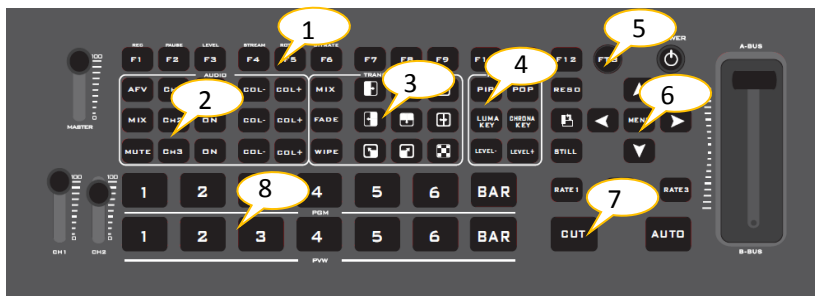 1
5
REC PAUSE LEVEL STREAM
F1 F2 F3 F4 F5 F6 F7 F8 F9 F12
A-BUS
100
0
MASTER
AUDIO
4
2
3
6
AFV COL- COL+ MIX PIP POP RESO
MIX CH2 ON COL- COL+ FADE LUMA KEY CHROMA KEY MENU
MUTE CH3 ON COL- COL+ WIPE LEVEL- LEVEL+ STILL
100 100
0 0
CH1 CH2
8
7
1 2 4 5 6 BAR RATE 1 RATE 3
PGM
1 2 3 4 5 6 BAR CUT AUTO
PVW
B-BUS